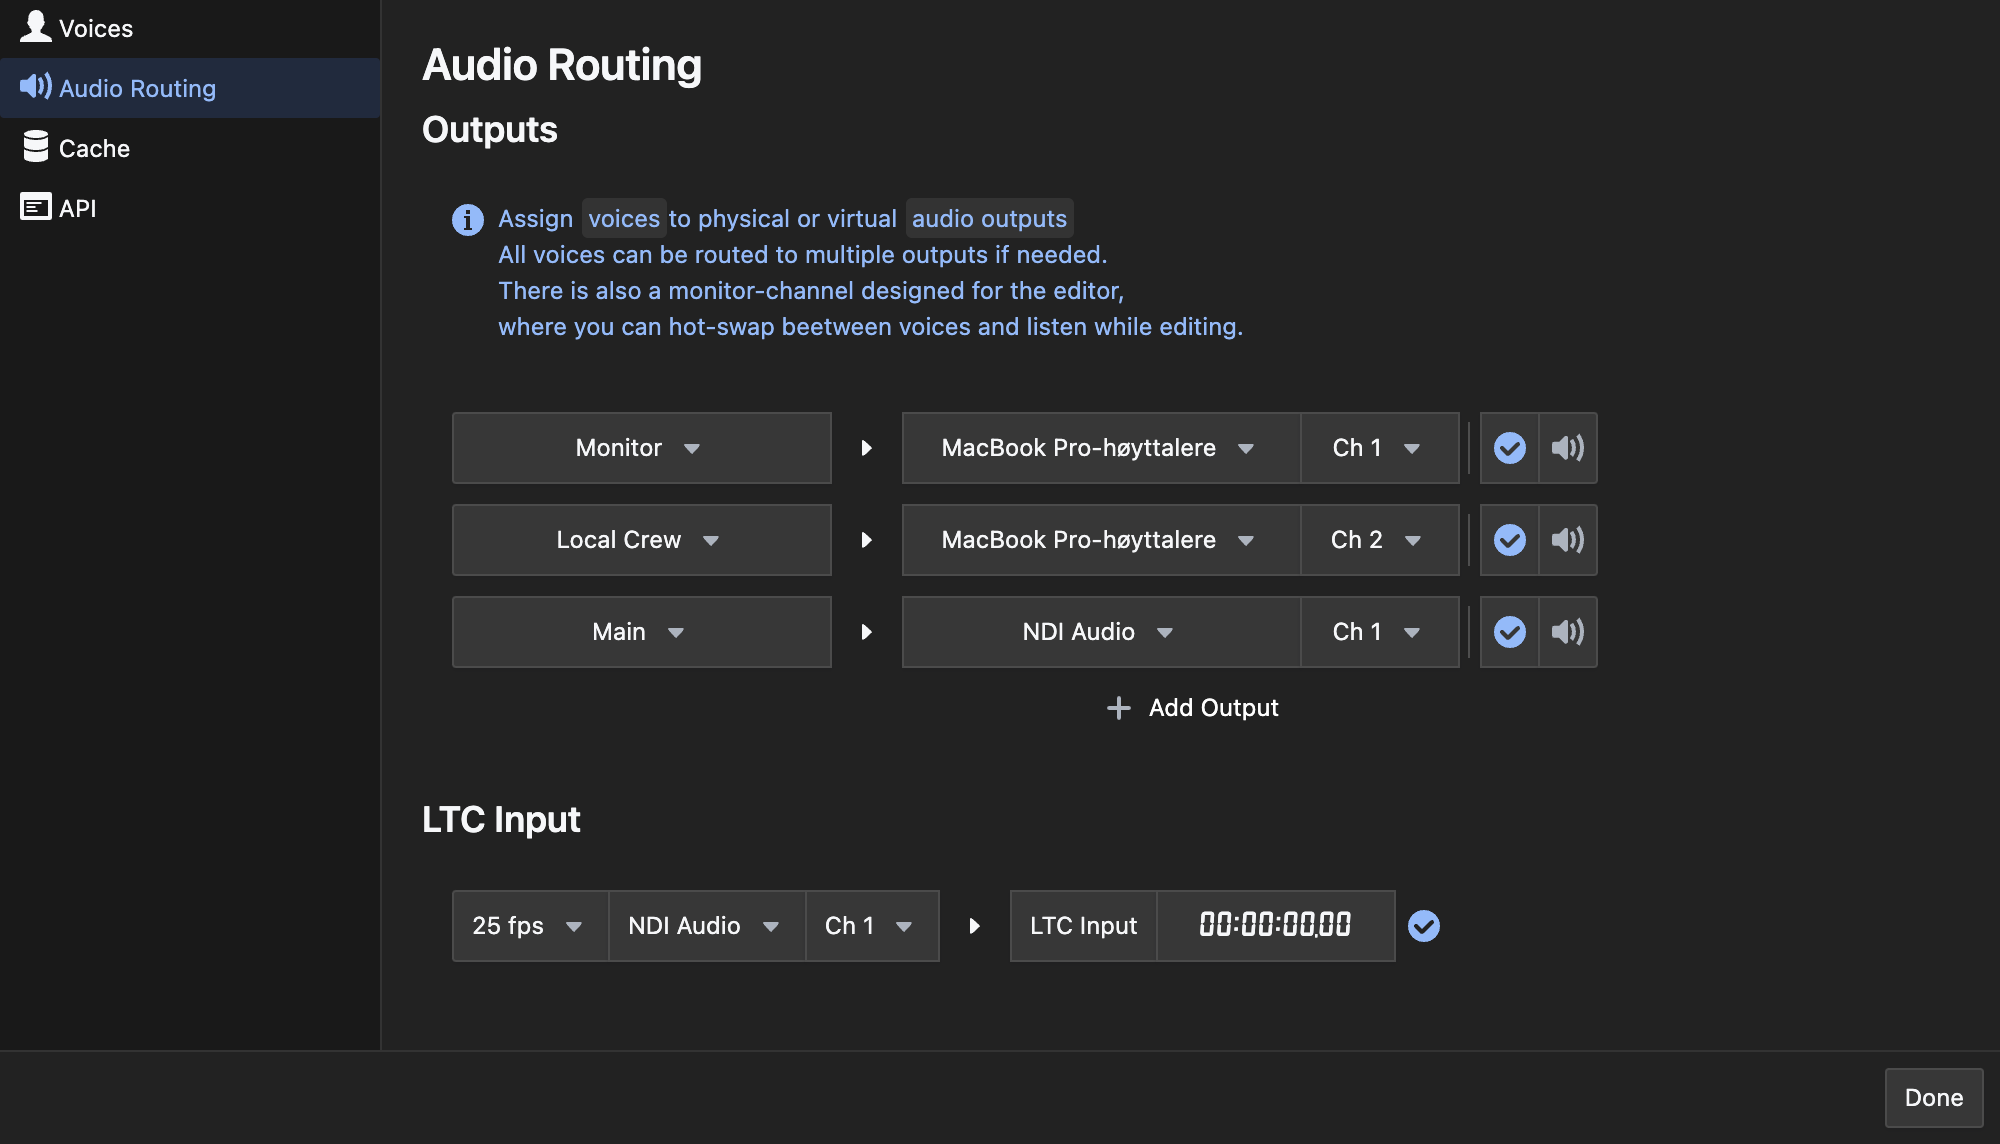 Voices
Audio Routing
Cache
API
Audio Routing
Outputs
Assign voices to physical or virtual audio outputs
All voices can be routed to multiple outputs if needed.
There is also a monitor-channel designed for the editor,
where you can hot-swap beetween voices and listen while editing.
Monitor MacBook Pro-høyttalere Ch 1
Local Crew MacBook Pro-høyttalere Ch 2
Main NDI Audio Ch 1
Add Output
LTC Input
25 fps NDI Audio Ch 1 LTC Input 00:00:00.00
Done